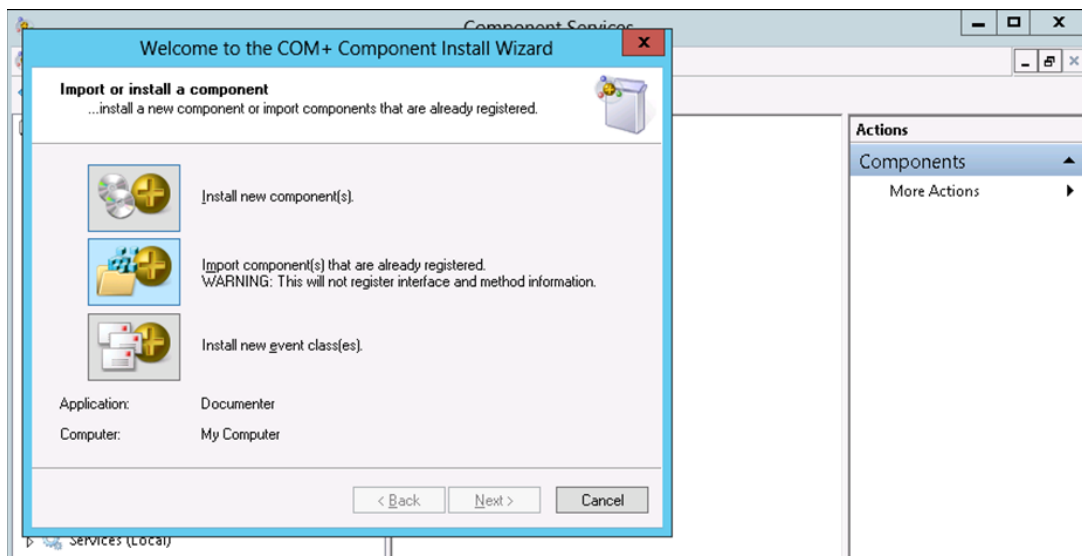 Component Services
Welcome to the COM+ Component Install Wizard
Import or install a component
...install a new component or import components that are already registered.
Install new component(s).
Import component(s) that are already registered.
WARNING: This will not register interface and method information.
Install new event class(es).
Application: Documenter
Computer: My Computer
< Back Next > Cancel
Actions
Components
More Actions
Services (Local)